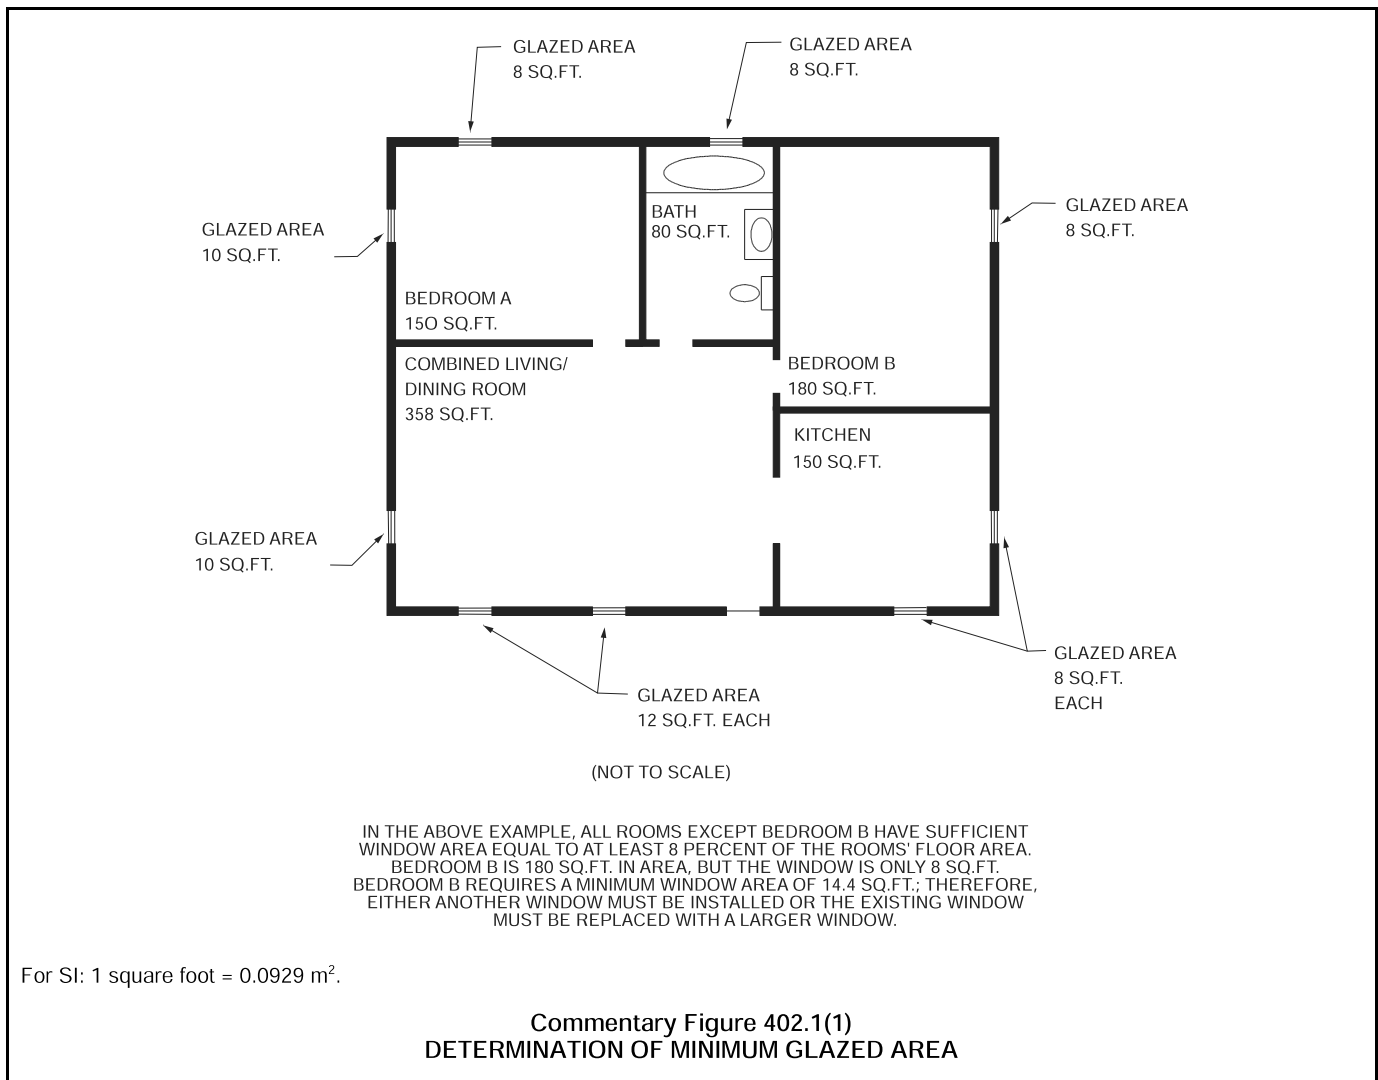 GLAZED AREA
8 SQ.FT.
GLAZED AREA
8 SQ.FT.
GLAZED AREA
10 SQ.FT.
BATH
80 SQ.FT.
GLAZED AREA
8 SQ.FT.
BEDROOM A
15O SQ.FT.
COMBINED LIVING/
DINING ROOM
358 SQ.FT.
BEDROOM B
180 SQ.FT.
KITCHEN
150 SQ.FT.
GLAZED AREA
10 SQ.FT.
GLAZED AREA
12 SQ.FT. EACH
GLAZED AREA
8 SQ.FT.
EACH
(NOT TO SCALE)
IN THE ABOVE EXAMPLE, ALL ROOMS EXCEPT BEDROOM B HAVE SUFFICIENT
WINDOW AREA EQUAL TO AT LEAST 8 PERCENT OF THE ROOMS' FLOOR AREA.
BEDROOM B IS 180 SQ.FT. IN AREA, BUT THE WINDOW IS ONLY 8 SQ.FT.
BEDROOM B REQUIRES A MINIMUM WINDOW AREA OF 14.4 SQ.FT.; THEREFORE,
EITHER ANOTHER WINDOW MUST BE INSTALLED OR THE EXISTING WINDOW
MUST BE REPLACED WITH A LARGER WINDOW.
For SI: 1 square foot = 0.0929 m².
Commentary Figure 402.1(1)
DETERMINATION OF MINIMUM GLAZED AREA